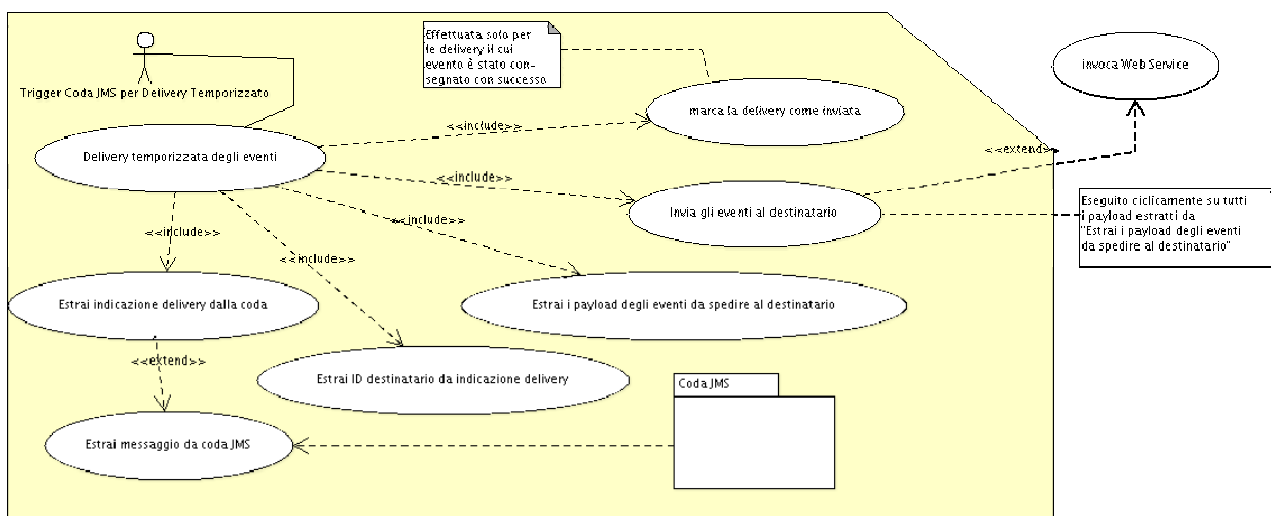 Effettuata solo per
le delivery il cui
evento è stato con-
segnato con successo
invoca Web Service
Trigger Coda JMS per Delivery Temporizzato
marca la delivery come inviata
<<include>>
Delivery temporizzata degli eventi
<<extend>>
<<include>>
Invia gli eventi al destinatario
Eseguito ciclicamente su tutti
i payload estratti da
"Estrai i payload degli eventi
da spedire al destinatario"
<<include>>
<<include>>
<<include>>
Estrai indicazione delivery dalla coda
Estrai i payload degli eventi da spedire al destinatario
<<extend>>
Estrai ID destinatario da indicazione delivery
Coda JMS
Estrai messaggio da coda JMS